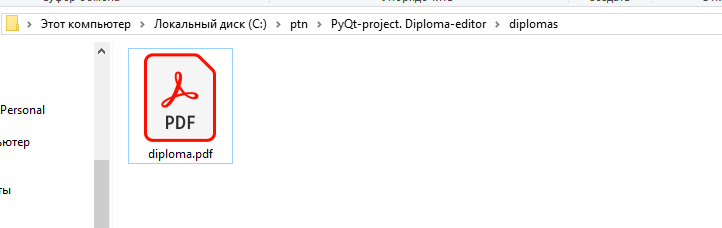 Этот компьютер > Локальный диск (C:) > ptn > PyQt-project. Diploma-editor > diplomas
Personal
ьютер
ты
PDF
diploma.pdf